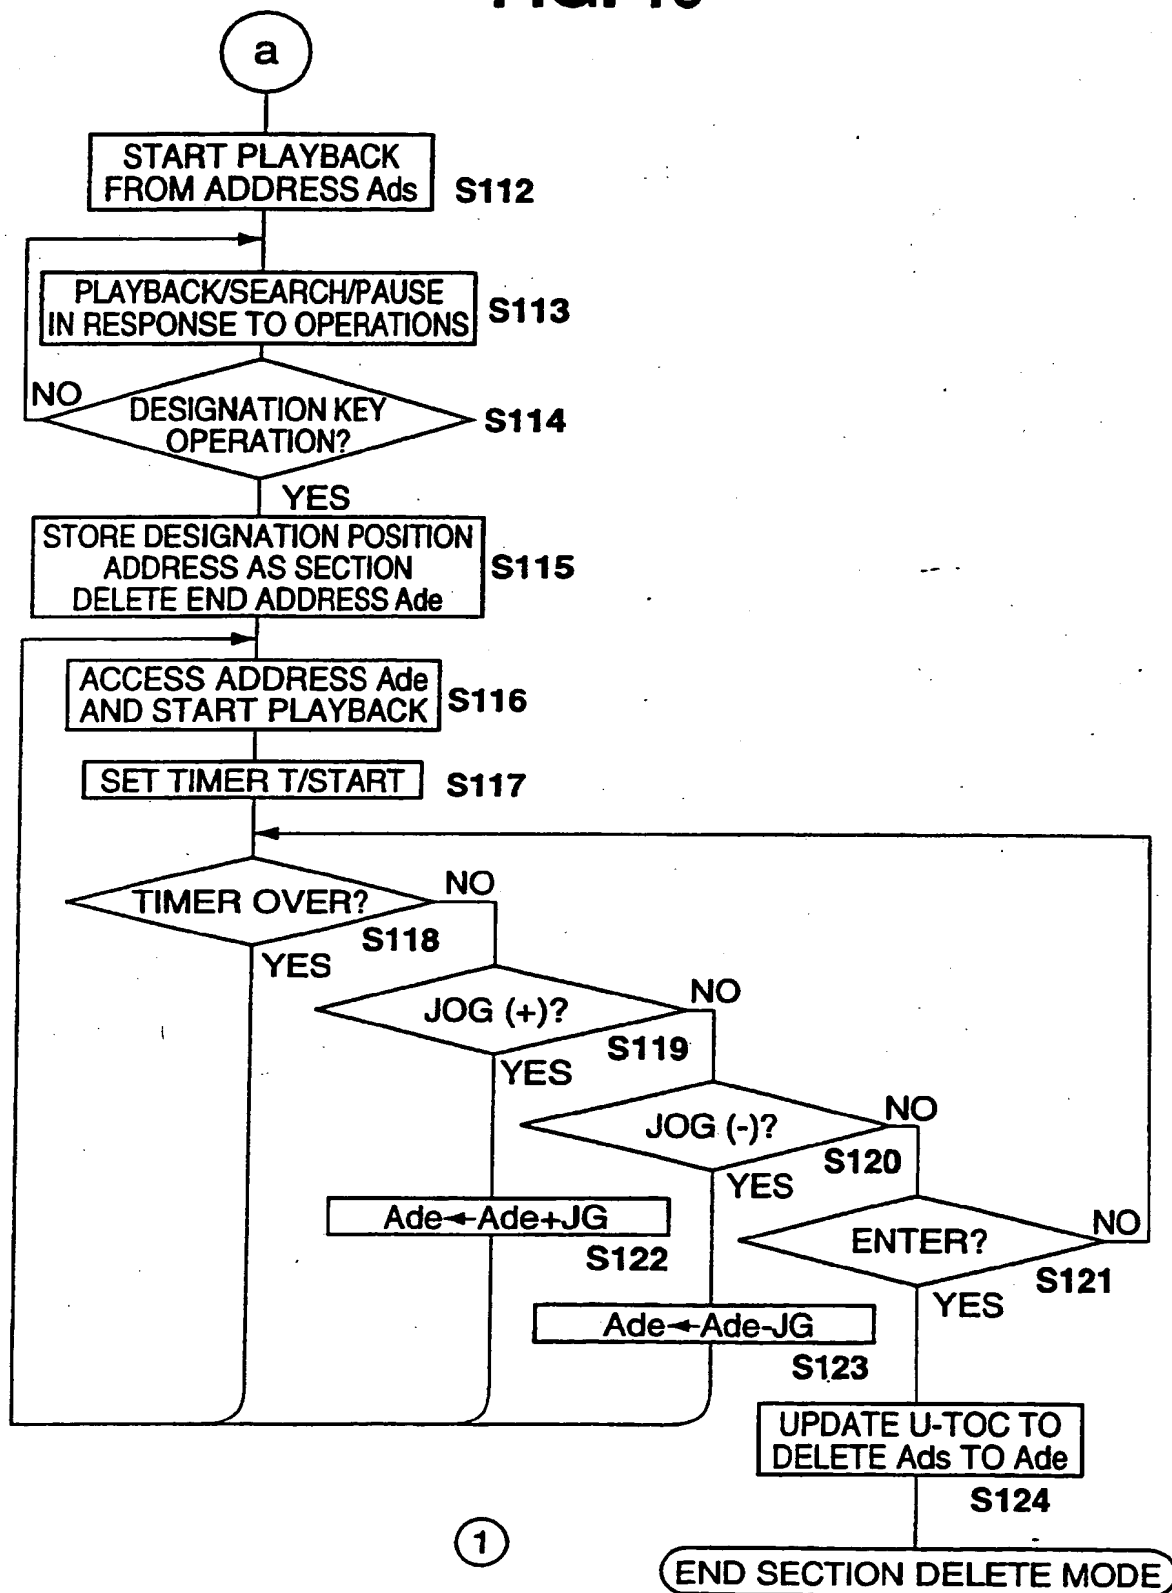 a
START PLAYBACK
FROM ADDRESS Ads
S112
PLAYBACK/SEARCH/PAUSE
IN RESPONSE TO OPERATIONS
S113
NO
DESIGNATION KEY
OPERATION?
S114
YES
STORE DESIGNATION POSITION
ADDRESS AS SECTION
DELETE END ADDRESS Ade
S115
ACCESS ADDRESS Ade
AND START PLAYBACK
S116
SET TIMER T/START
S117
TIMER OVER?
NO
S118
YES
JOG (+)?
NO
S119
YES
JOG (-)?
NO
S120
YES
Ade←Ade+JG
S122
ENTER?
NO
S121
YES
Ade←Ade-JG
S123
UPDATE U-TOC TO
DELETE Ads TO Ade
S124
1
END SECTION DELETE MODE